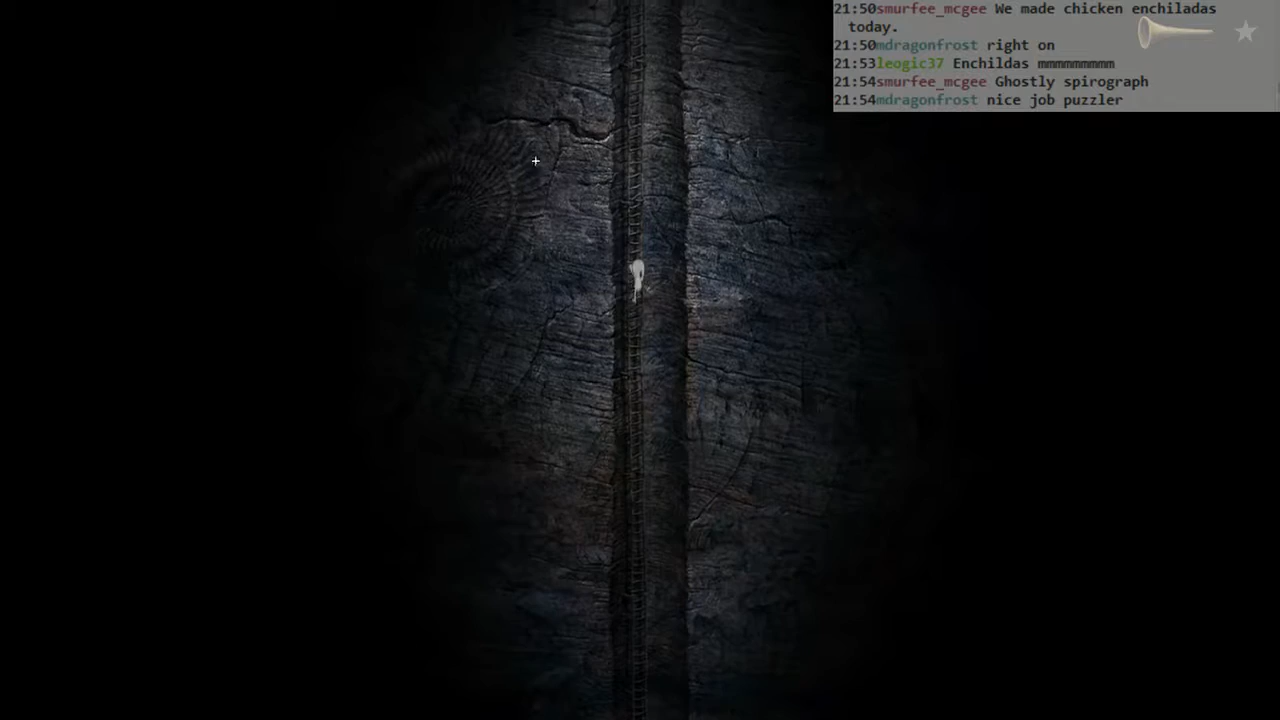 21:50smurfee_mcgee We made chicken enchiladas
today.
21:50mdragonfrost right on
21:53leogic37 Enchildas mmmmmmmmm
21:54smurfee_mcgee Ghostly spirograph
21:54mdragonfrost nice job puzzler